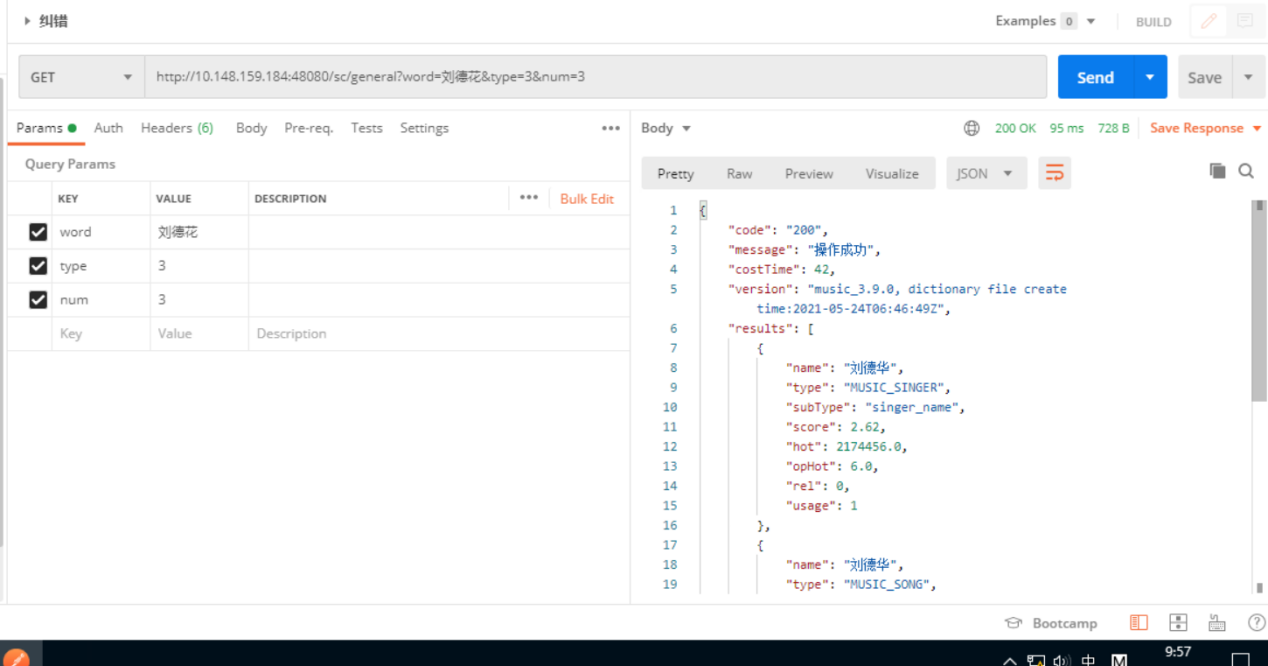 纠错
Examples 0 BUILD
GET http://10.148.159.184:48080/sc/general?word=刘德花&type=3&num=3 Send Save
Params Auth Headers (6) Body Pre-req. Tests Settings ••• Body 200 OK 95 ms 728 B Save Response
Query Params
Pretty Raw Preview Visualize JSON
KEY VALUE DESCRIPTION ••• Bulk Edit
word 刘德花
type 3
num 3
Key Value Description
1 {
2 "code": "200",
3 "message": "操作成功",
4 "costTime": 42,
5 "version": "music_3.9.0, dictionary file create
time:2021-05-24T06:46:49Z",
6 "results": [
7 {
8 "name": "刘德华",
9 "type": "MUSIC_SINGER",
10 "subType": "singer_name",
11 "score": 2.62,
12 "hot": 2174456.0,
13 "opHot": 6.0,
14 "rel": 0,
15 "usage": 1
16 },
17 {
18 "name": "刘德华",
19 "type": "MUSIC_SONG",
Bootcamp
中 M 9:57